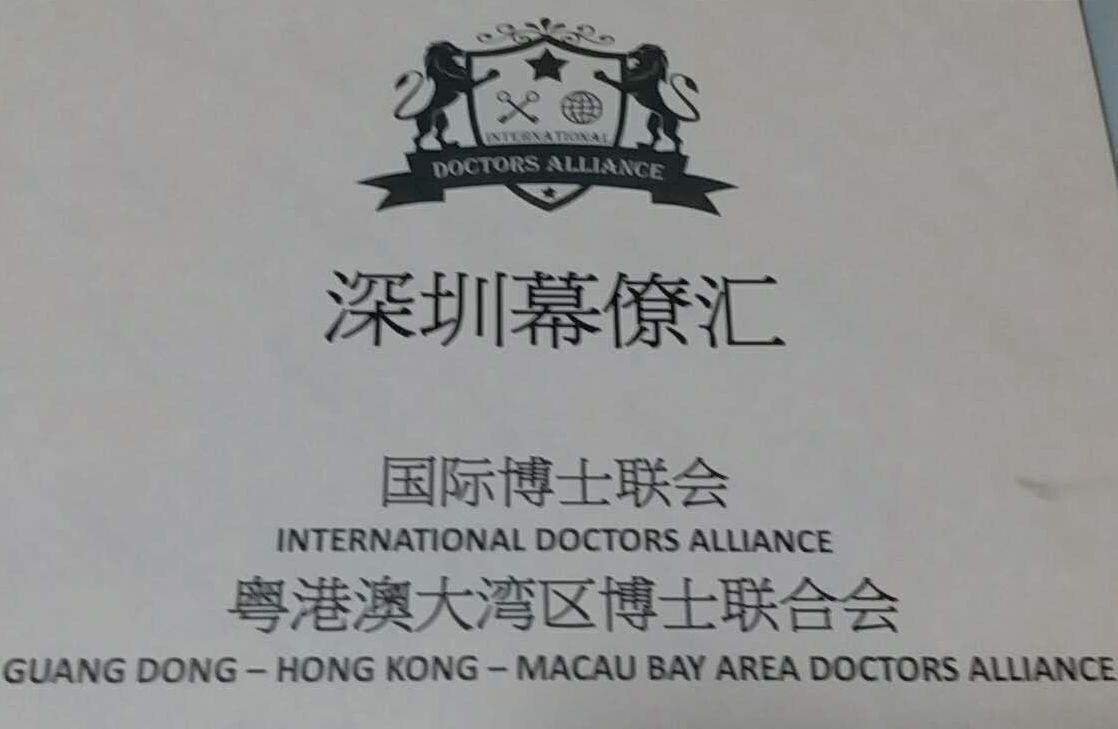 INTERNATIONAL
DOCTORS ALLIANCE
深圳幕僚汇
国际博士联会
INTERNATIONAL DOCTORS ALLIANCE
粤港澳大湾区博士联合会
GUANG DONG – HONG KONG – MACAU BAY AREA DOCTORS ALLIANCE